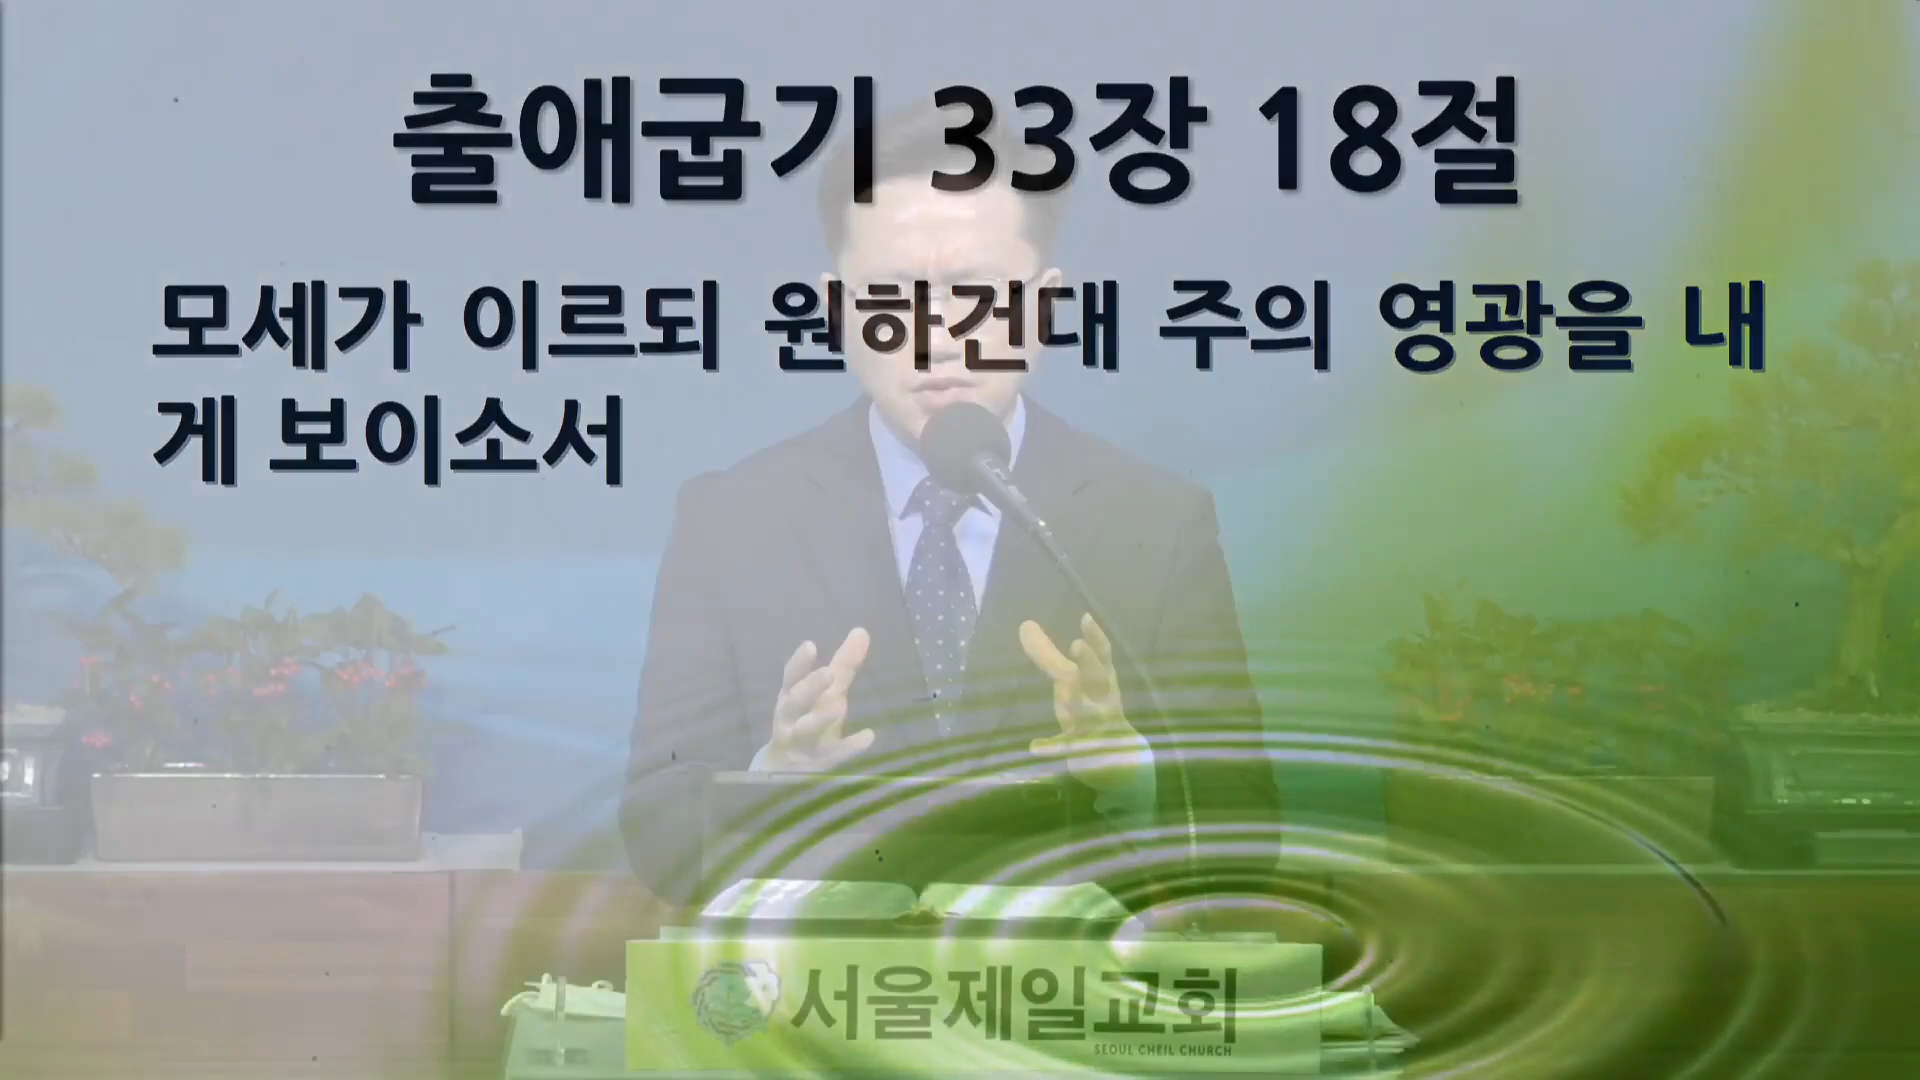 출애굽기 33장 18절
모세가 이르되 원하건대 주의 영광을 내
게 보이소서
서울제일교회
SEOUL CHEIL CHURCH